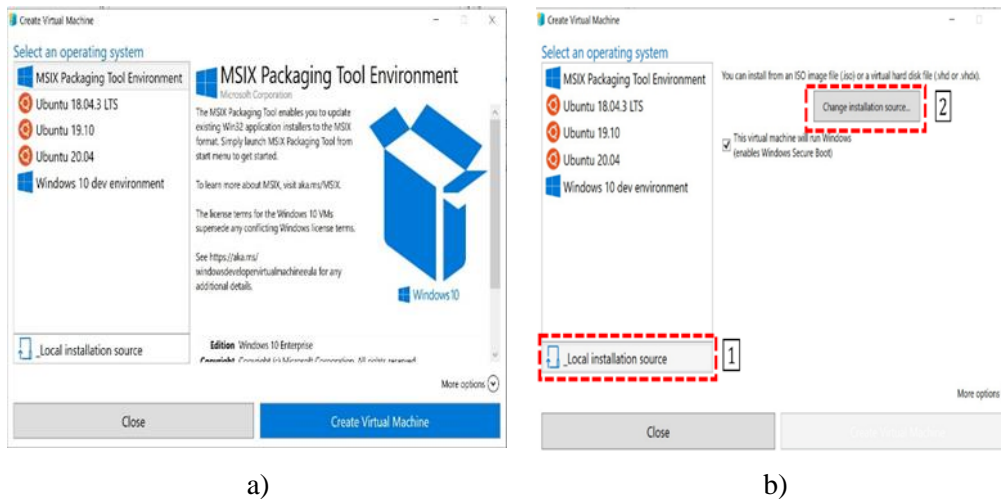 Create Virtual Machine
Select an operating system
MSIX Packaging Tool Environment
Ubuntu 18.04.3 LTS
Ubuntu 19.10
Ubuntu 20.04
Windows 10 dev environment
_Local installation source
MSIX Packaging Tool Environment
Microsoft Corporation
The MSIX Packaging Tool enables you to update
existing Win32 application installers to the MSIX
format. Simply launch MSIX Packaging Tool from
start menu to get started.
To learn more about MSIX, visit aka.ms/MSIX.
The license terms for the Windows 10 VMs
supersede any conflicting Windows license terms.
See https://aka.ms/
windowsdevelopervirtualmachineeula for any
additional details.
Windows 10
Edition Windows 10 Enterprise
Copyright Copyright (c) Microsoft Corporation. All rights reserved.
More options
Close
Create Virtual Machine
a)
Create Virtual Machine
Select an operating system
MSIX Packaging Tool Environment
Ubuntu 18.04.3 LTS
Ubuntu 19.10
Ubuntu 20.04
Windows 10 dev environment
_Local installation source
1
You can install from an ISO image file (.iso) or a virtual hard disk file (.vhd or .vhdx).
Change installation source...
2
This virtual machine will run Windows
(enables Windows Secure Boot)
More options
Close
Create Virtual Machine
b)